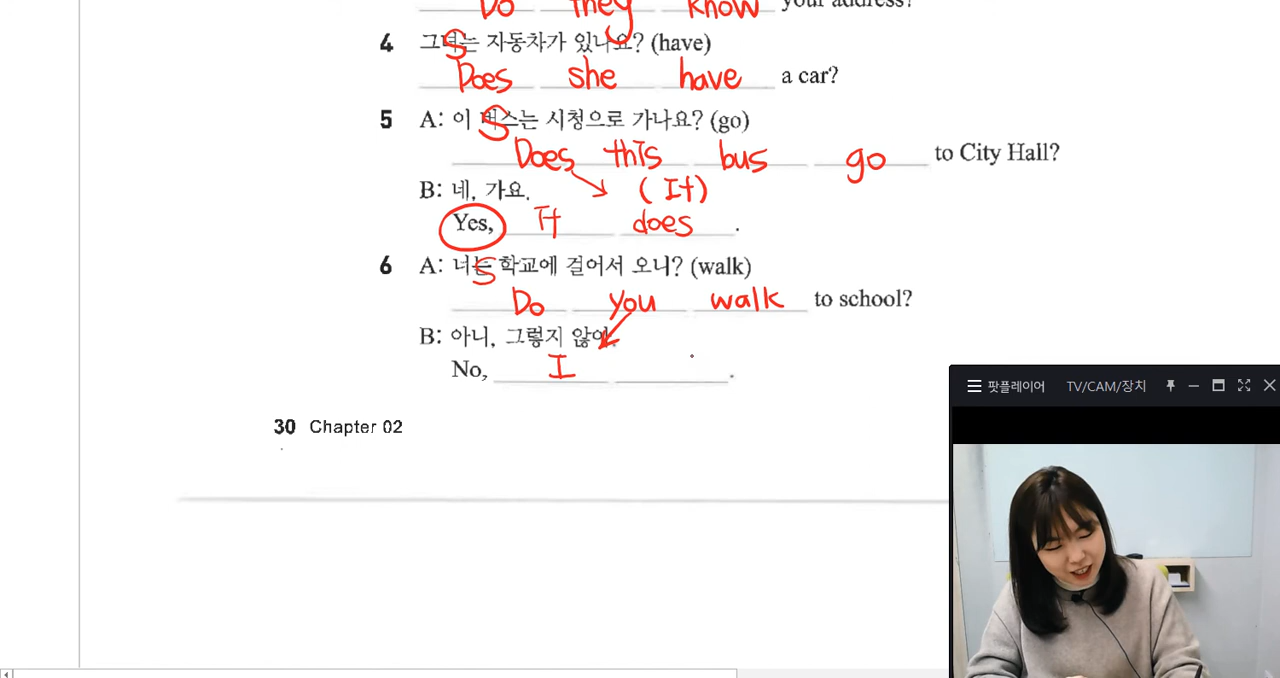 Do they know your address?
4 그녀는 자동차가 있나요? (have)
S
Does she have a car?
5 A: 이 버스는 시청으로 가나요? (go)
S
Does this bus go to City Hall?
B: 네, 가요. (It)
Yes, It does.
6 A: 너는 학교에 걸어서 오니? (walk)
S
Do you walk to school?
B: 아니, 그렇지 않아.
No, I .
30 Chapter 02
팟플레이어 TV/CAM/장치